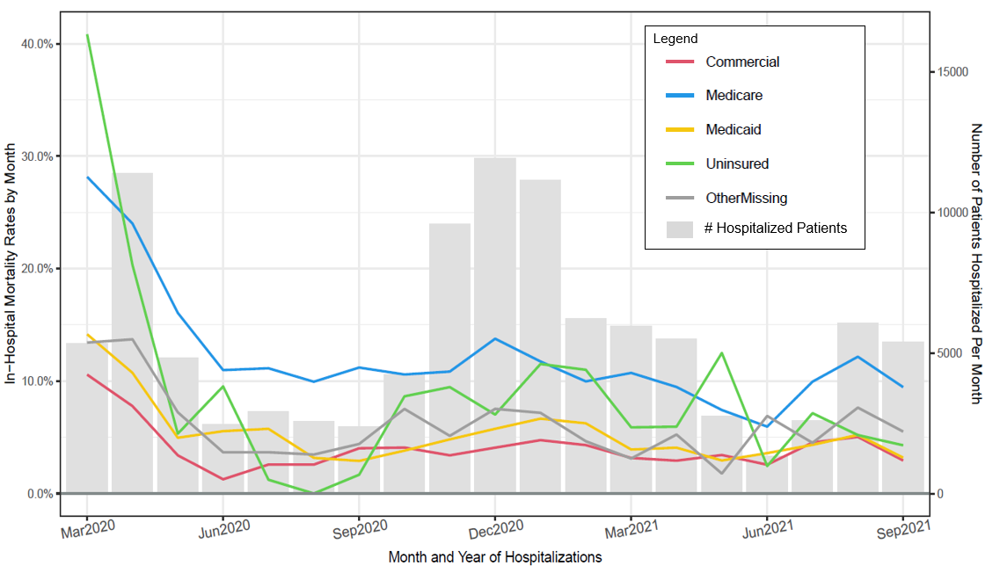 In-Hospital Mortality Rates by Month
40.0%
30.0%
20.0%
10.0%
0.0%
Legend
Commercial
Medicare
Medicaid
Uninsured
OtherMissing
# Hospitalized Patients
15000
10000
5000
0
Number of Patients Hospitalized Per Month
Mar2020
Jun2020
Sep2020
Dec2020
Mar2021
Jun2021
Sep2021
Month and Year of Hospitalizations